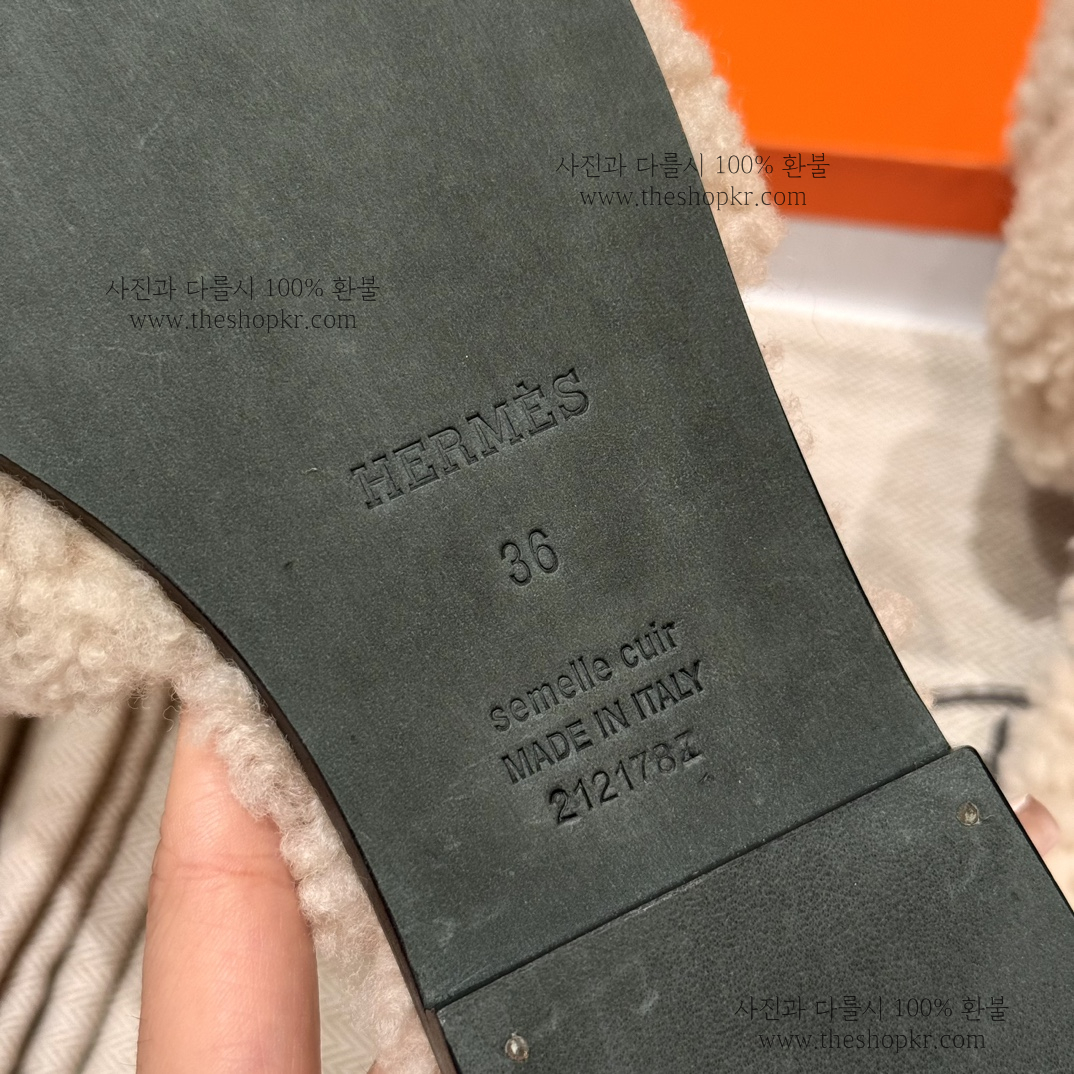 사진과 다를시 100% 환불
www.theshopkr.com
사진과 다를시 100% 환불
www.theshopkr.com
HERMÈS
36
semelle cuir
MADE IN ITALY
212178Z
사진과 다를시 100% 환불
www.theshopkr.com